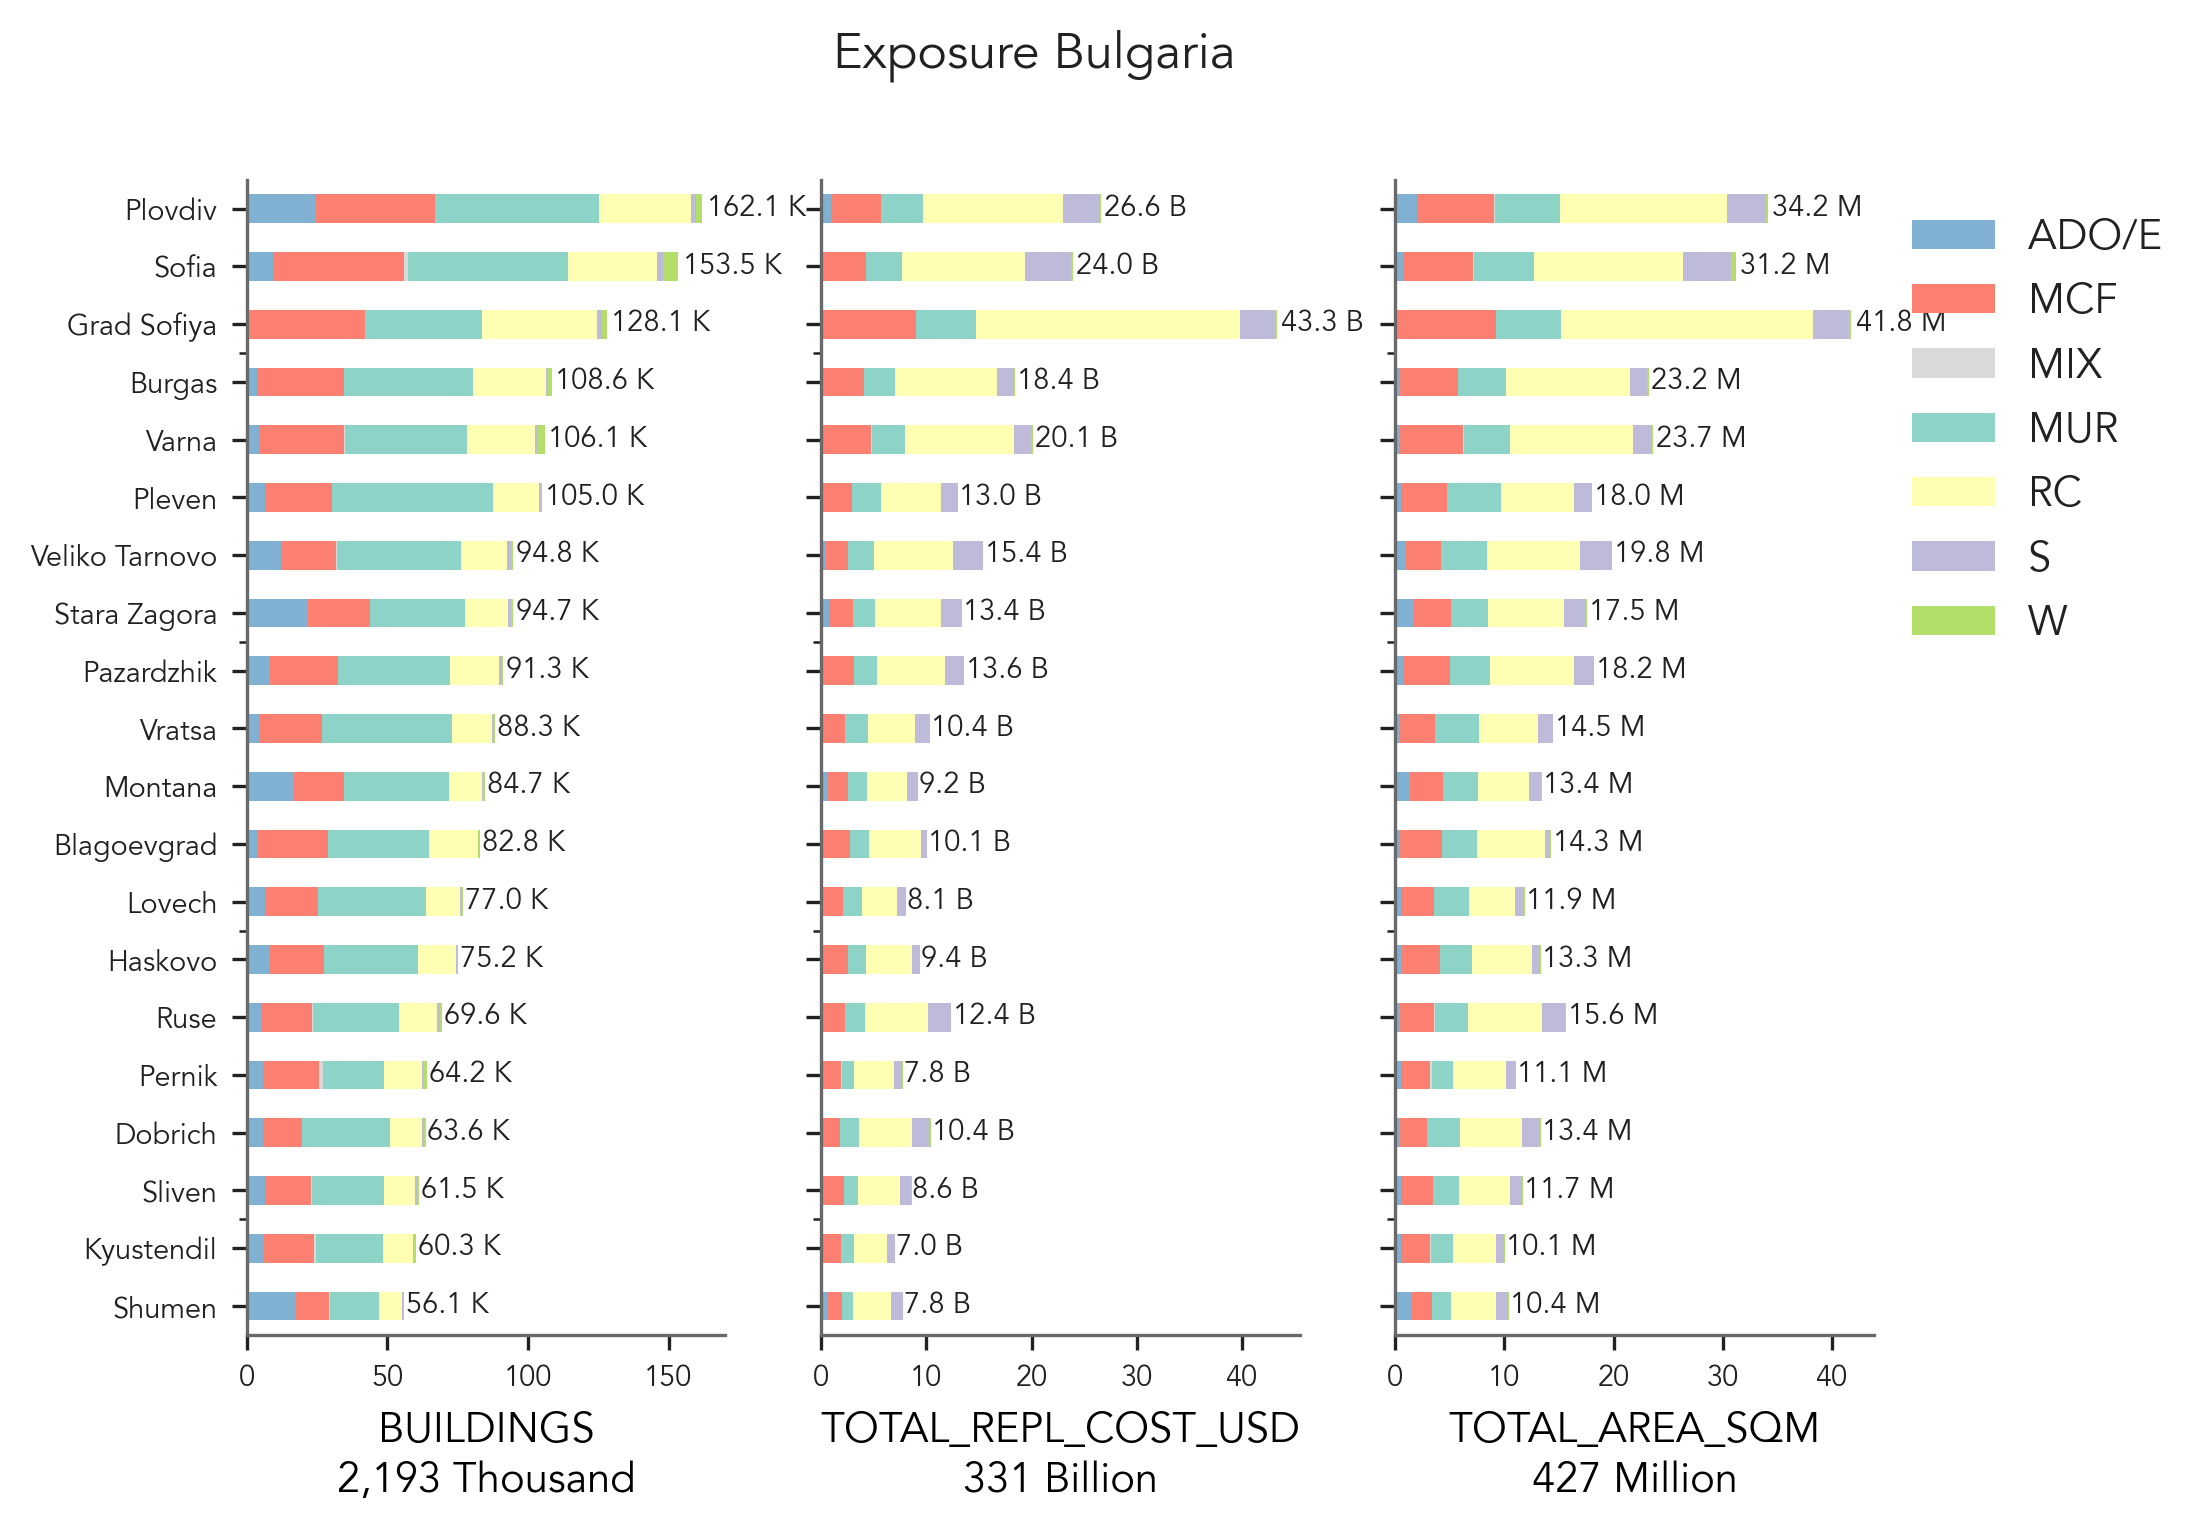 Exposure Bulgaria
Plovdiv 162.1 K 26.6 B 34.2 M
Sofia 153.5 K 24.0 B 31.2 M
Grad Sofiya 128.1 K 43.3 B 41.8 M
Burgas 108.6 K 18.4 B 23.2 M
Varna 106.1 K 20.1 B 23.7 M
Pleven 105.0 K 13.0 B 18.0 M
Veliko Tarnovo 94.8 K 15.4 B 19.8 M
Stara Zagora 94.7 K 13.4 B 17.5 M
Pazardzhik 91.3 K 13.6 B 18.2 M
Vratsa 88.3 K 10.4 B 14.5 M
Montana 84.7 K 9.2 B 13.4 M
Blagoevgrad 82.8 K 10.1 B 14.3 M
Lovech 77.0 K 8.1 B 11.9 M
Haskovo 75.2 K 9.4 B 13.3 M
Ruse 69.6 K 12.4 B 15.6 M
Pernik 64.2 K 7.8 B 11.1 M
Dobrich 63.6 K 10.4 B 13.4 M
Sliven 61.5 K 8.6 B 11.7 M
Kyustendil 60.3 K 7.0 B 10.1 M
Shumen 56.1 K 7.8 B 10.4 M
0 50 100 150
BUILDINGS
2,193 Thousand
0 10 20 30 40
TOTAL_REPL_COST_USD
331 Billion
0 10 20 30 40
TOTAL_AREA_SQM
427 Million
ADO/E
MCF
MIX
MUR
RC
S
W